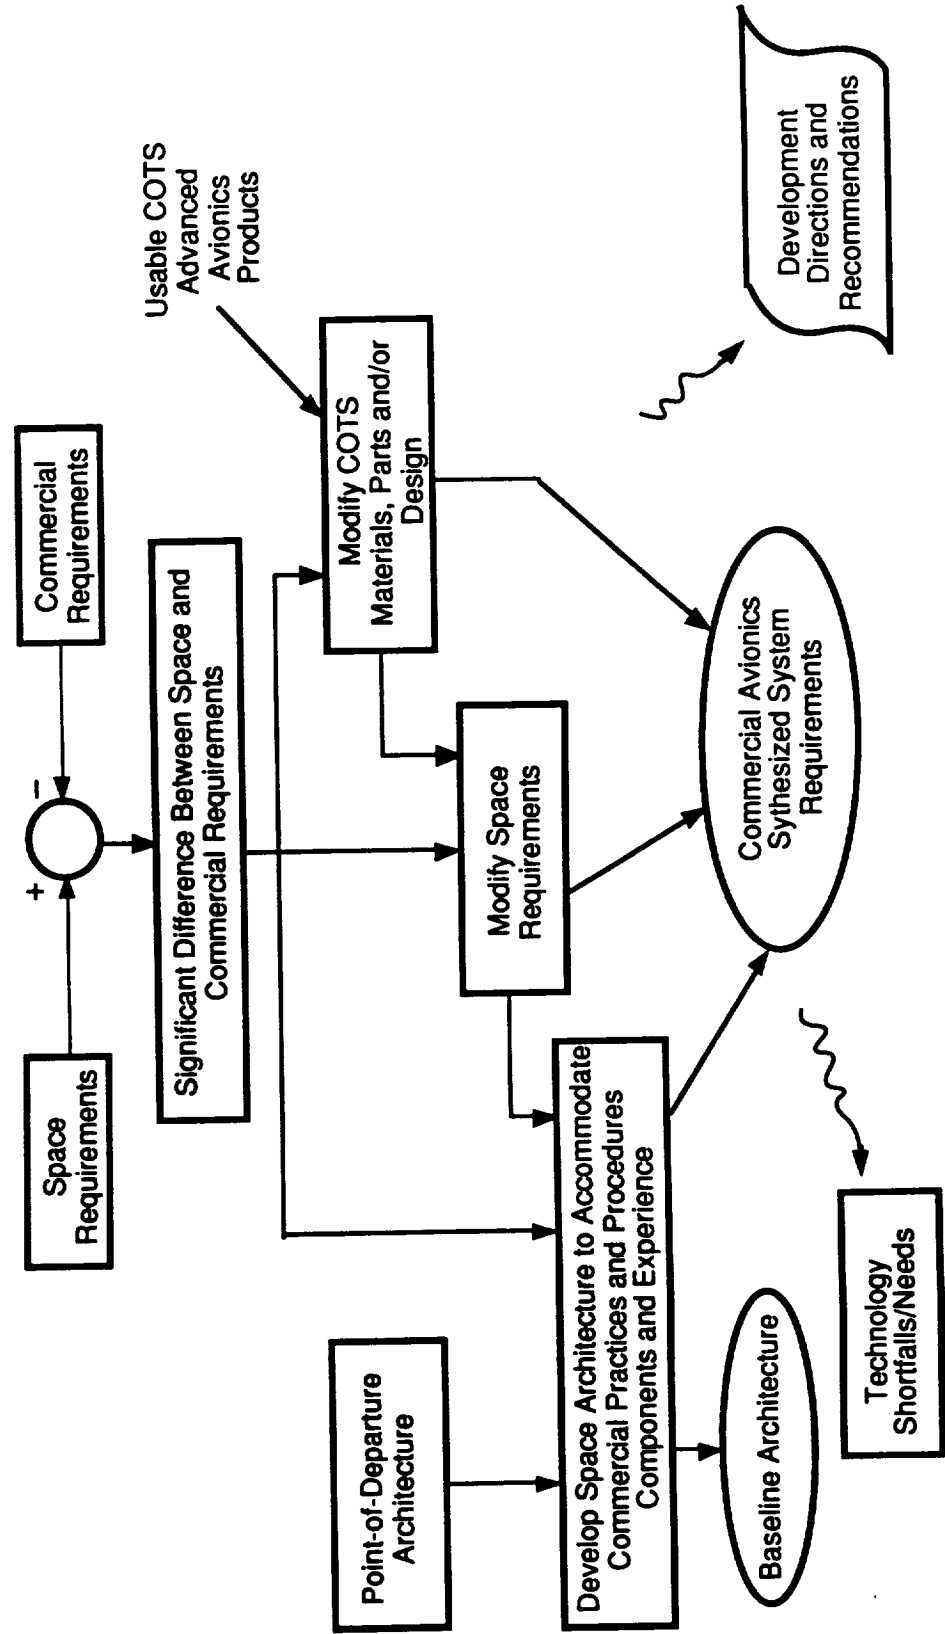 Space
Requirements
+
−
Commercial
Requirements
Significant Difference Between Space and
Commercial Requirements
Usable COTS
Advanced
Avionics
Products
Modify COTS
Materials, Parts and/or
Design
Modify Space
Requirements
Point-of-Departure
Architecture
Develop Space Architecture to Accommodate
Commercial Practices and Procedures
Components and Experience
Commercial Avionics
Sythesized System
Requirements
Baseline Architecture
Development
Directions and
Recommendations
Technology
Shortfalls/Needs